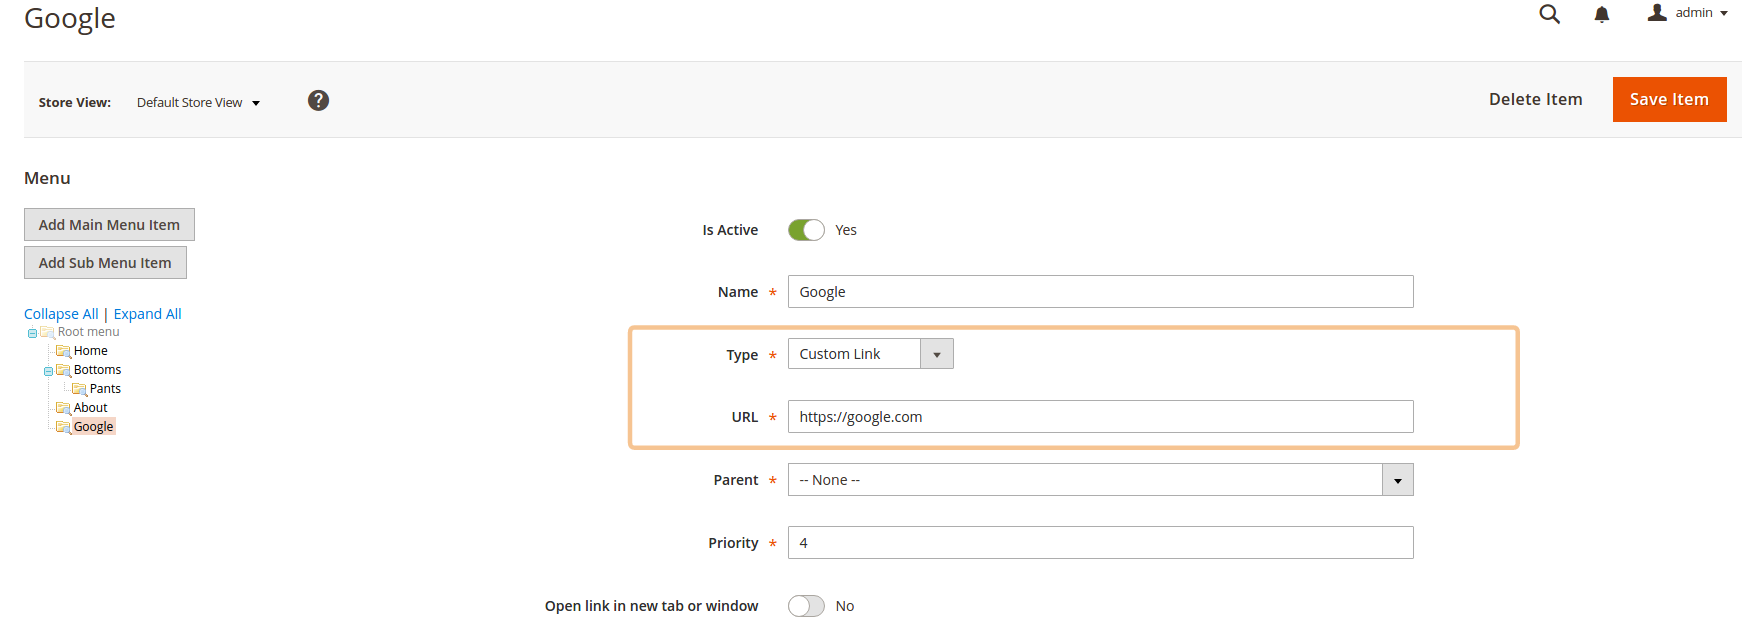 Google
admin
Store View: Default Store View ?
Delete Item
Save Item
Menu
Add Main Menu Item
Add Sub Menu Item
Collapse All | Expand All
Root menu
Home
Bottoms
Pants
About
Google
Is Active Yes
Name * Google
Type * Custom Link
URL * https://google.com
Parent * -- None --
Priority * 4
Open link in new tab or window No